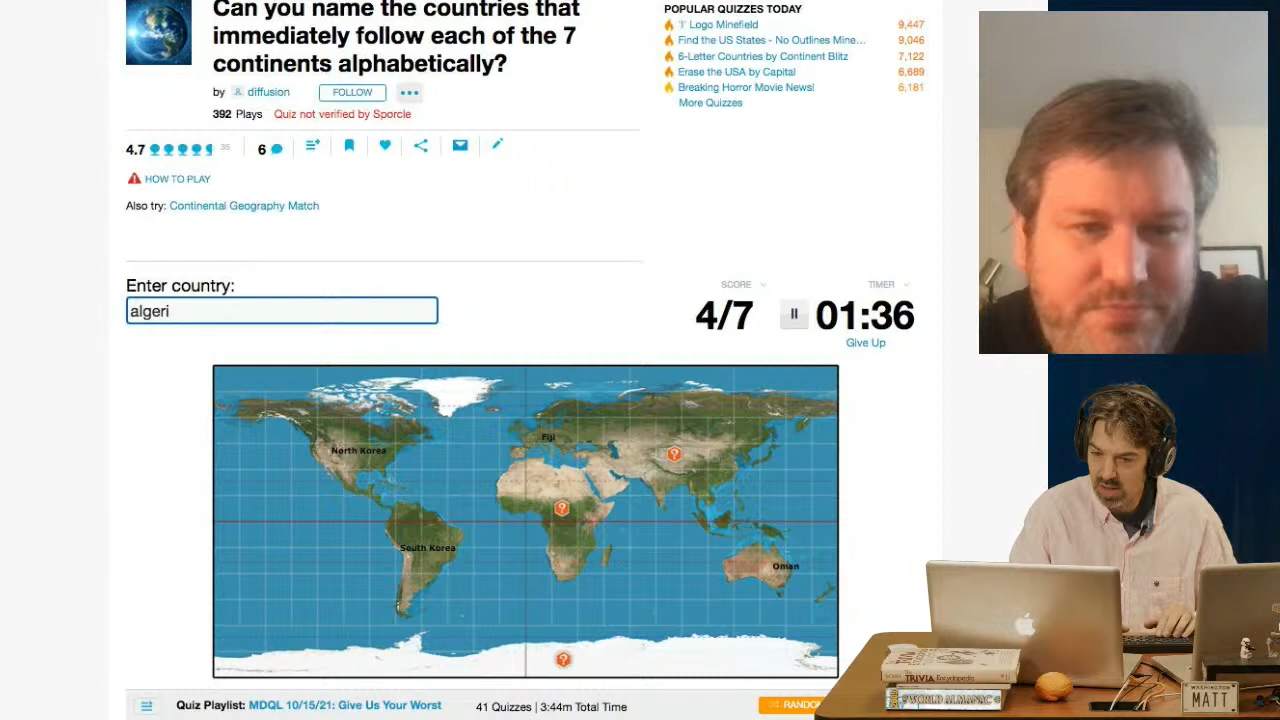 Can you name the countries that
immediately follow each of the 7
continents alphabetically?
by diffusion FOLLOW
392 Plays Quiz not verified by Sporcle
4.7 35 6
HOW TO PLAY
Also try: Continental Geography Match
POPULAR QUIZZES TODAY
Logo Minefield 9,447
Find the US States - No Outlines Mine... 9,046
6-Letter Countries by Continent Blitz 7,122
Erase the USA by Capital 6,689
Breaking Horror Movie News! 6,181
More Quizzes
Enter country:
algeri
SCORE TIMER
4/7 01:36
Give Up
Fiji
North Korea
South Korea
Oman
Quiz Playlist: MDQL 10/15/21: Give Us Your Worst 41 Quizzes | 3:44m Total Time RANDO
TRIVIA Encyclopedia
WORLD ALMANAC
WASHINGTON
MATT